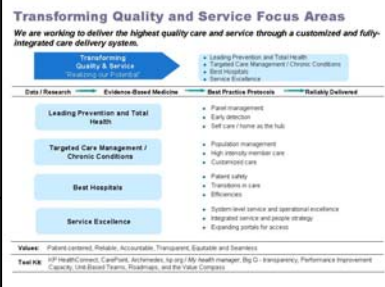 Transforming Quality and Service Focus Areas
We are working to deliver the highest quality care and service through a customized and fully-
integrated care delivery system.
Transforming
Quality & Service
"Realizing our Potential"
Leading Prevention and Total Health
Targeted Care Management / Chronic Conditions
Best Hospitals
Service Excellence
Data / Research Evidence-Based Medicine Best Practice Protocols Reliably Delivered
Leading Prevention and Total
Health
Panel management
Early detection
Self care / home as the hub
Targeted Care Management /
Chronic Conditions
Population management
High intensity member care
Customized care
Best Hospitals
Patient safety
Transitions in care
Efficiencies
Service Excellence
System level service and operational excellence
Integrated service and people strategy
Expanding portals for access
Values: Patient-centered, Reliable, Accountable, Transparent, Equitable and Seamless
Tool Kit: KP HealthConnect, CarePoint, Archimedes, kp.org / My health manager, Big Q - transparency, Performance Improvement
Capacity, Unit-Based Teams, Roadmaps, and the Value Compass